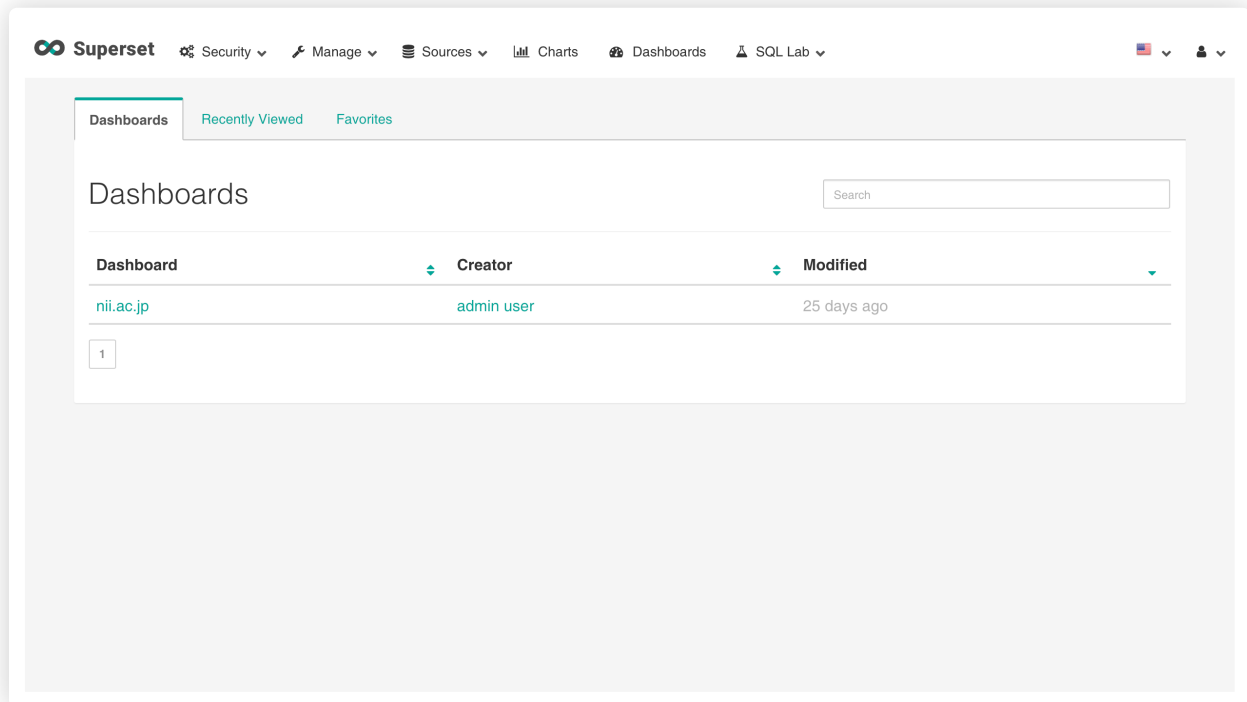 Superset Security Manage Sources Charts Dashboards SQL Lab
Dashboards Recently Viewed Favorites
Dashboards Search
Dashboard Creator Modified
nii.ac.jp admin user 25 days ago
1